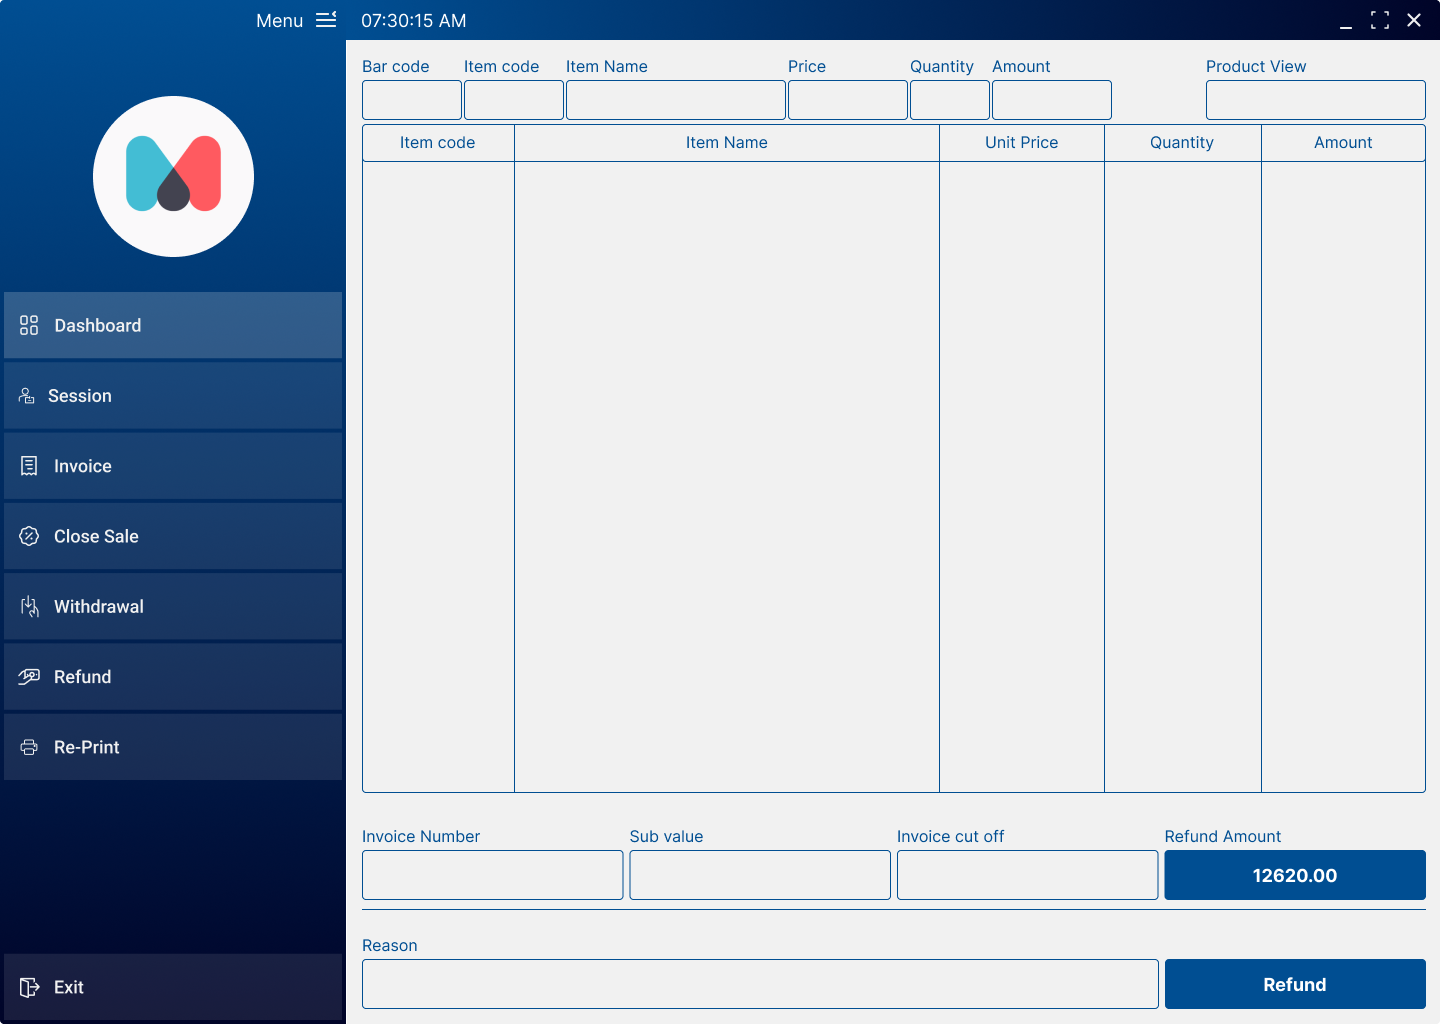 Menu
07:30:15 AM
Dashboard
Session
Invoice
Close Sale
Withdrawal
Refund
Re-Print
Exit
Bar code Item code Item Name Price Quantity Amount Product View
Item code Item Name Unit Price Quantity Amount
Invoice Number Sub value Invoice cut off Refund Amount
12620.00
Reason
Refund